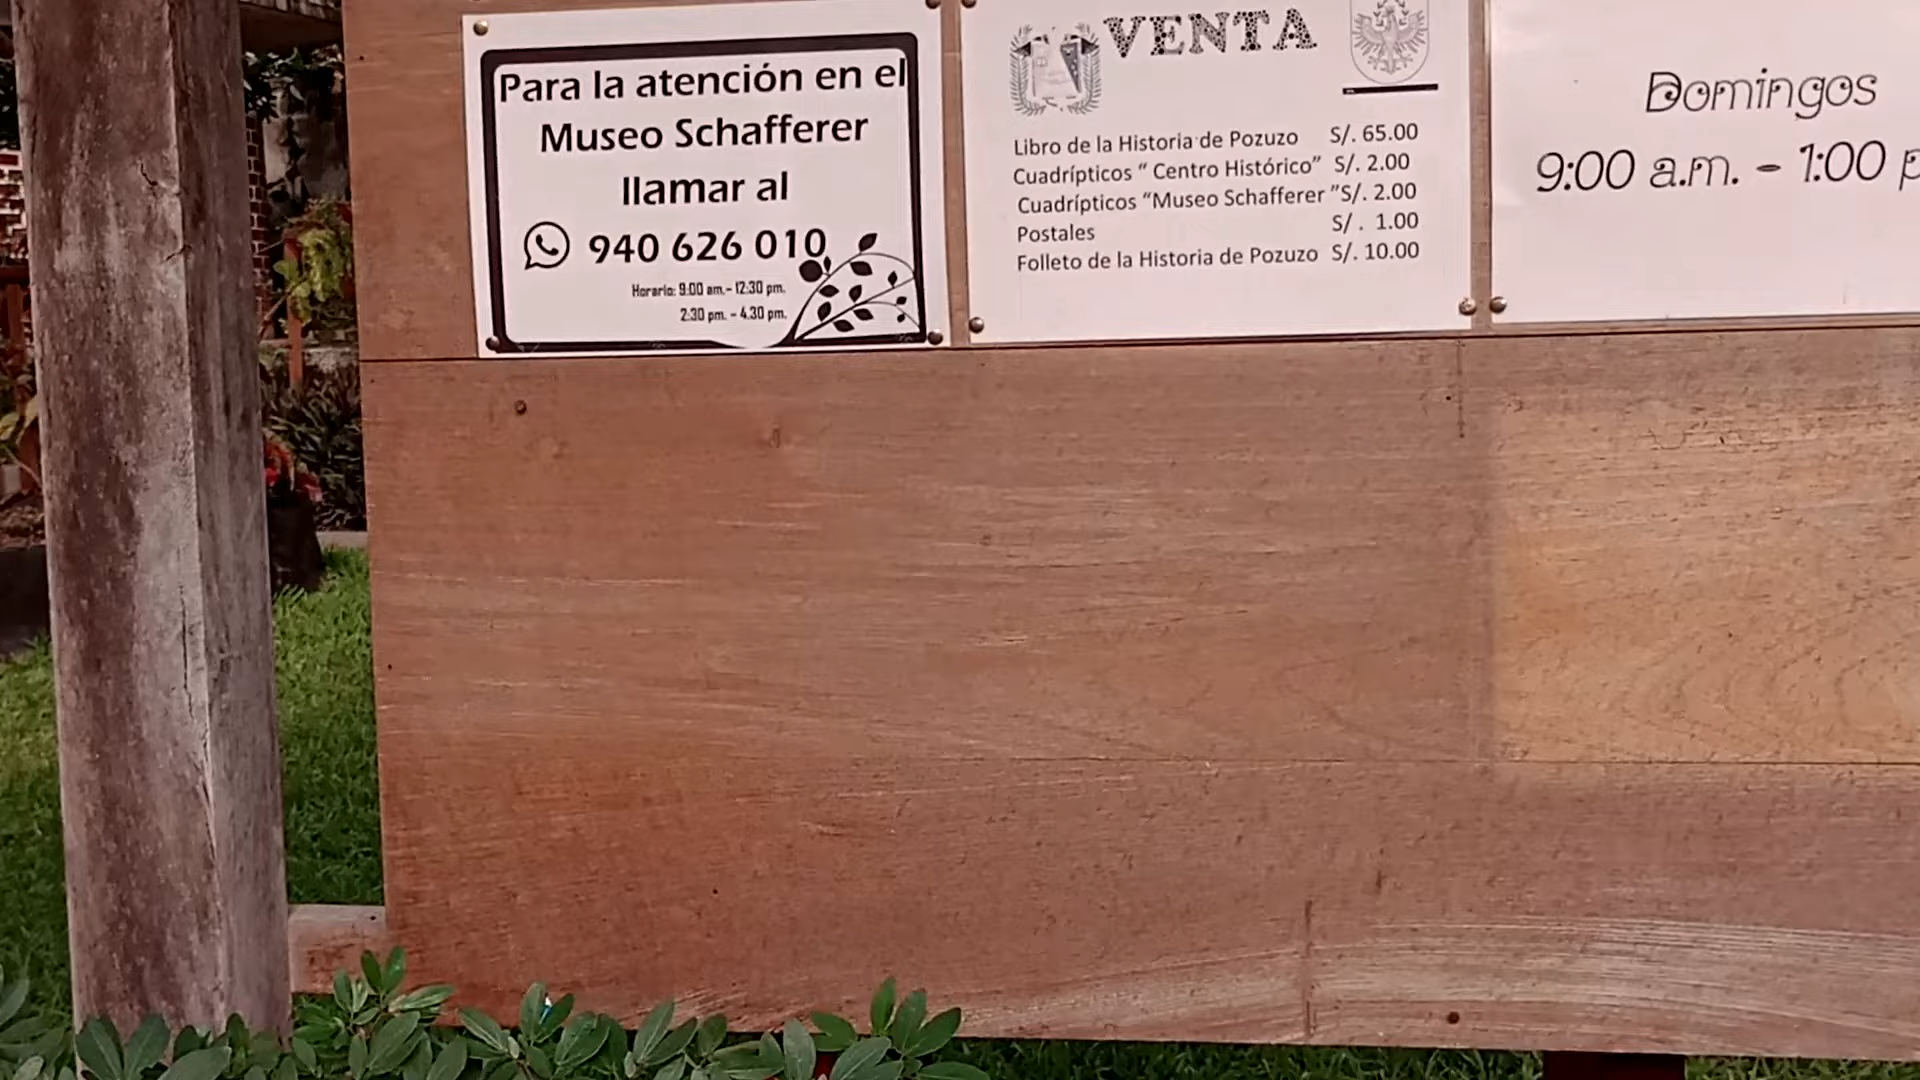 Para la atención en el
Museo Schafferer
llamar al
940 626 010
Horario: 9:00 am.- 12:30 pm.
2:30 pm. - 4.30 pm.
VENTA
Libro de la Historia de Pozuzo S/. 65.00
Cuadrípticos “ Centro Histórico” S/. 2.00
Cuadrípticos “Museo Schafferer ”S/. 2.00
Postales S/ . 1.00
Folleto de la Historia de Pozuzo S/. 10.00
Domingos
9:00 a.m. - 1:00 p